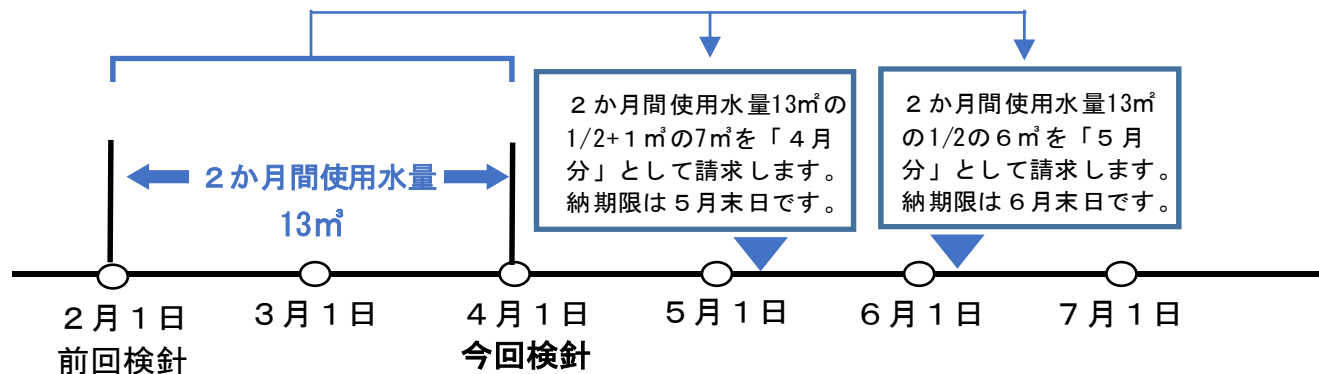 ２か月間使用水量13㎥の
1/2+１㎥の7㎥を「４月
分」として請求します。
納期限は５月末日です。
２か月間使用水量13㎥
の1/2の６㎥を「５月
分」として請求します。
納期限は６月末日です。
２か月間使用水量
13㎥
２月１日
前回検針
３月１日
４月１日
今回検針
５月１日
６月１日
７月１日